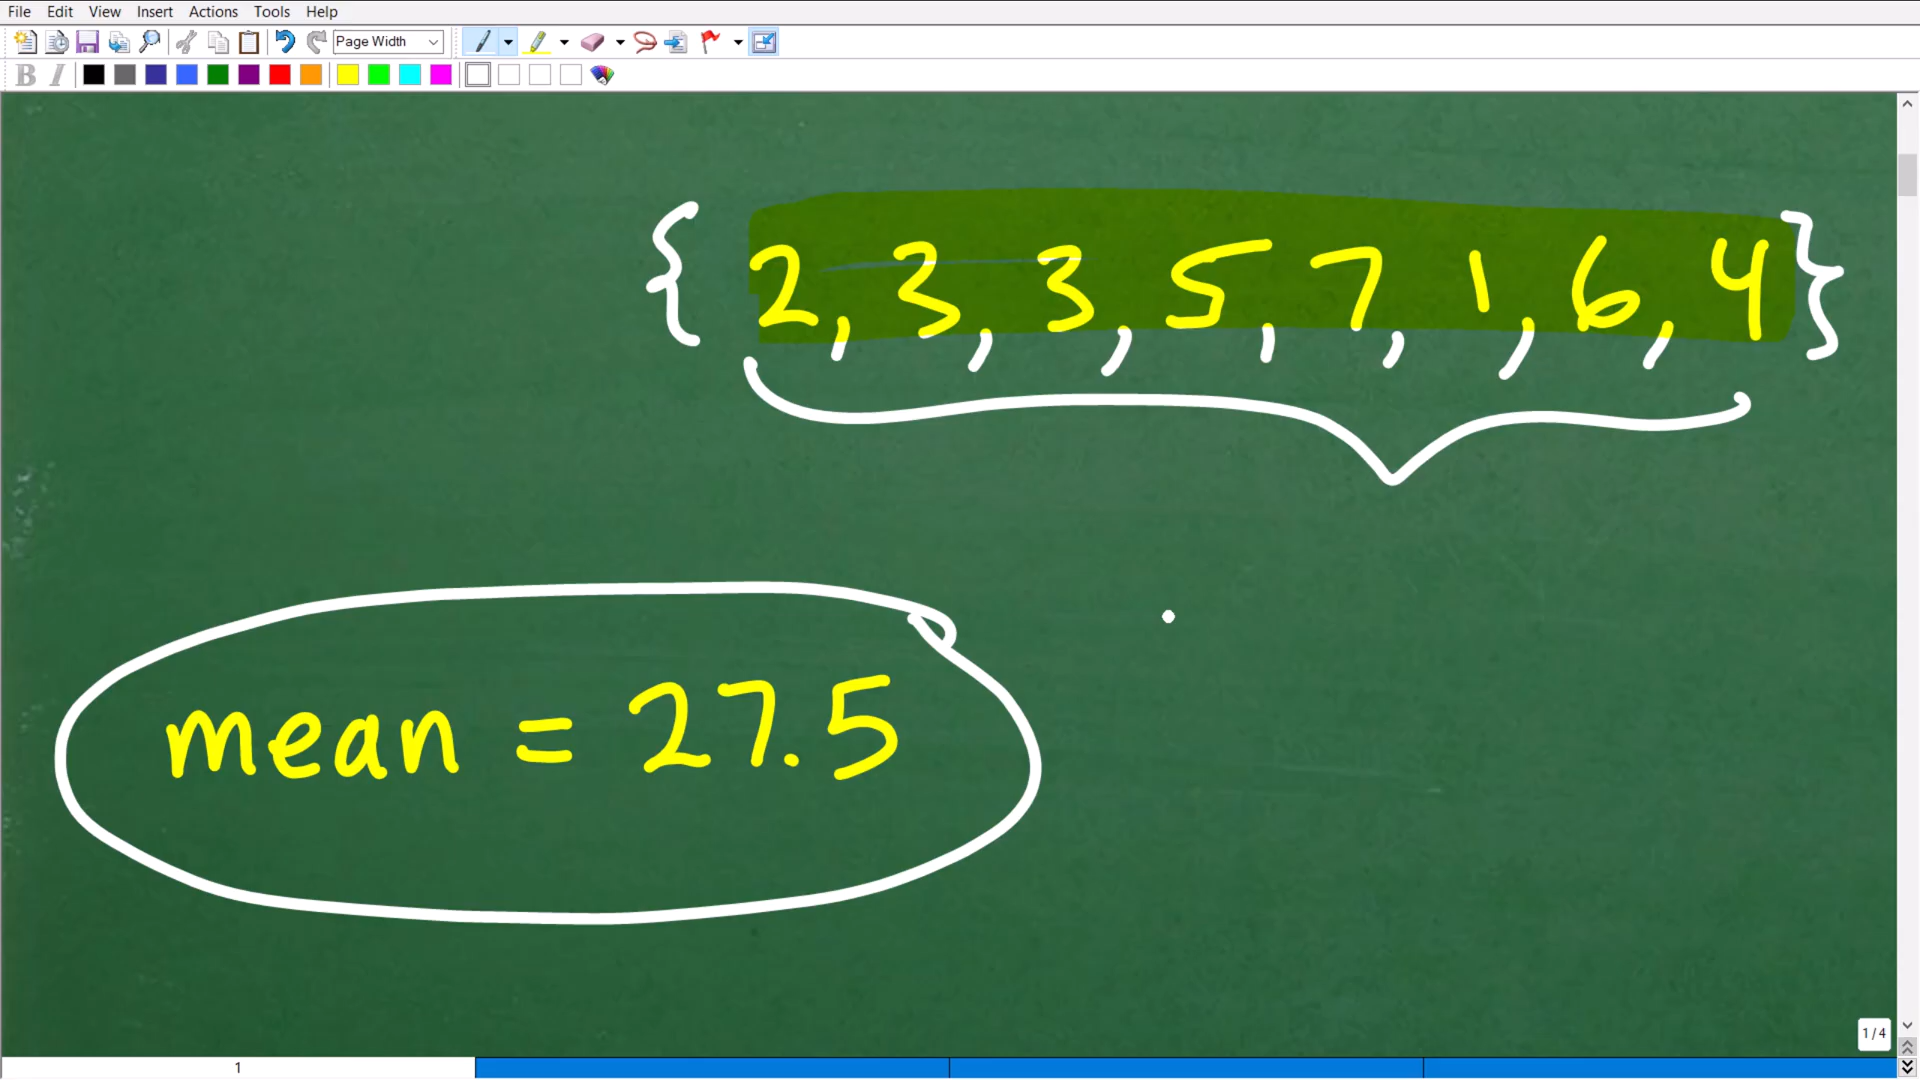 File Edit View Insert Actions Tools Help
Page Width
B I
{ 2, 3, 3, 5, 7, 1, 6, 4 }
mean = 27.5
1 / 4
1